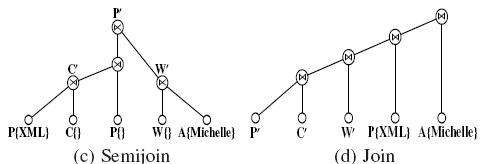 P'
C'
W'
P{XML} C{} P{} W{} A{Michelle}
P' C' W' P{XML} A{Michelle}
(c) Semijoin (d) Join